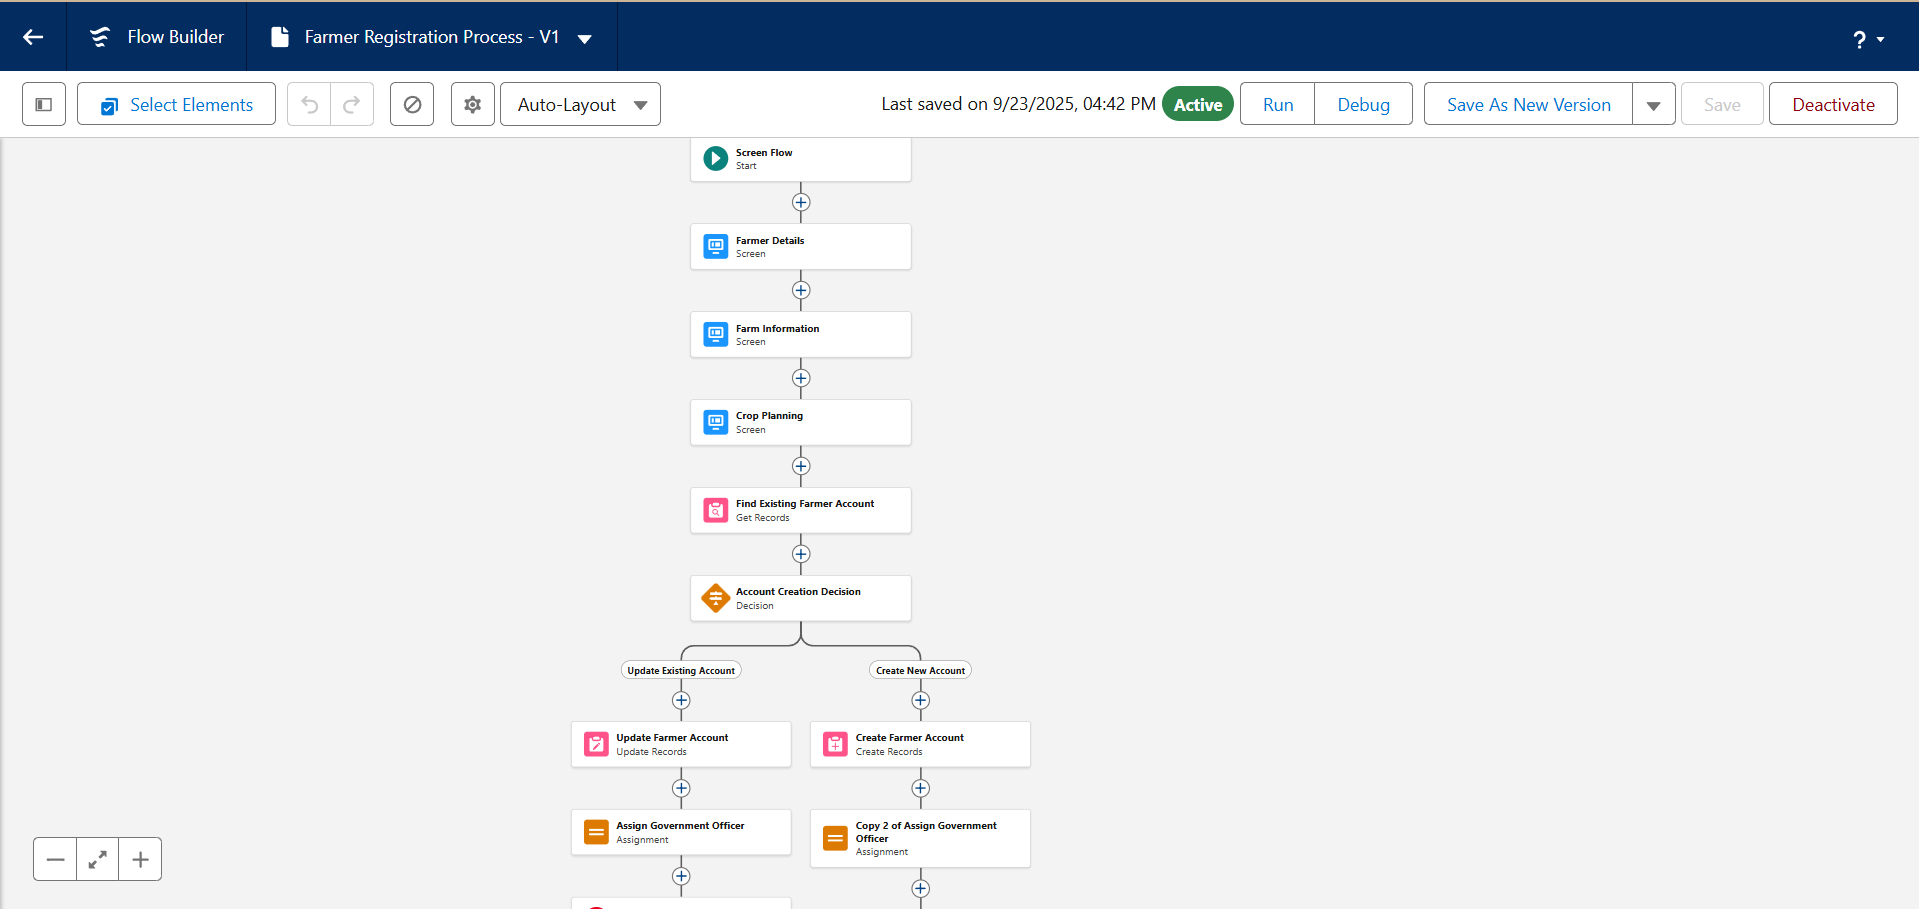 Flow Builder
Farmer Registration Process - V1
?
Select Elements
Auto-Layout
Last saved on 9/23/2025, 04:42 PM
Active
Run
Debug
Save As New Version
Save
Deactivate
Screen Flow
Start
Farmer Details
Screen
Farm Information
Screen
Crop Planning
Screen
Find Existing Farmer Account
Get Records
Account Creation Decision
Decision
Update Existing Account
Create New Account
Update Farmer Account
Update Records
Create Farmer Account
Create Records
Assign Government Officer
Assignment
Copy 2 of Assign Government
Officer
Assignment